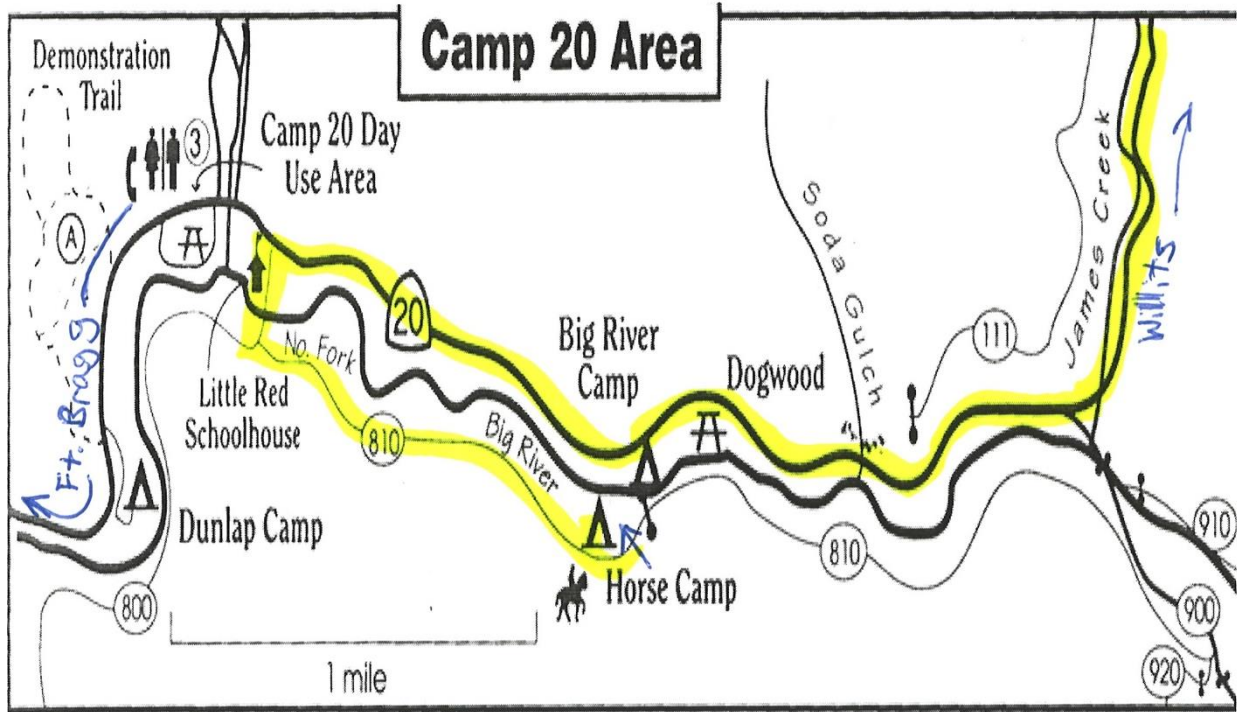 Camp 20 Area
Demonstration
Trail
3
Camp 20 Day
Use Area
A
Ft. Bragg
20
No. Fork
Big River
Little Red
Schoolhouse
810
Big River
Camp
Dogwood
Soda Gulch
111
James Creek
Willits
Dunlap Camp
Horse Camp
810
800
910
900
920
1 mile